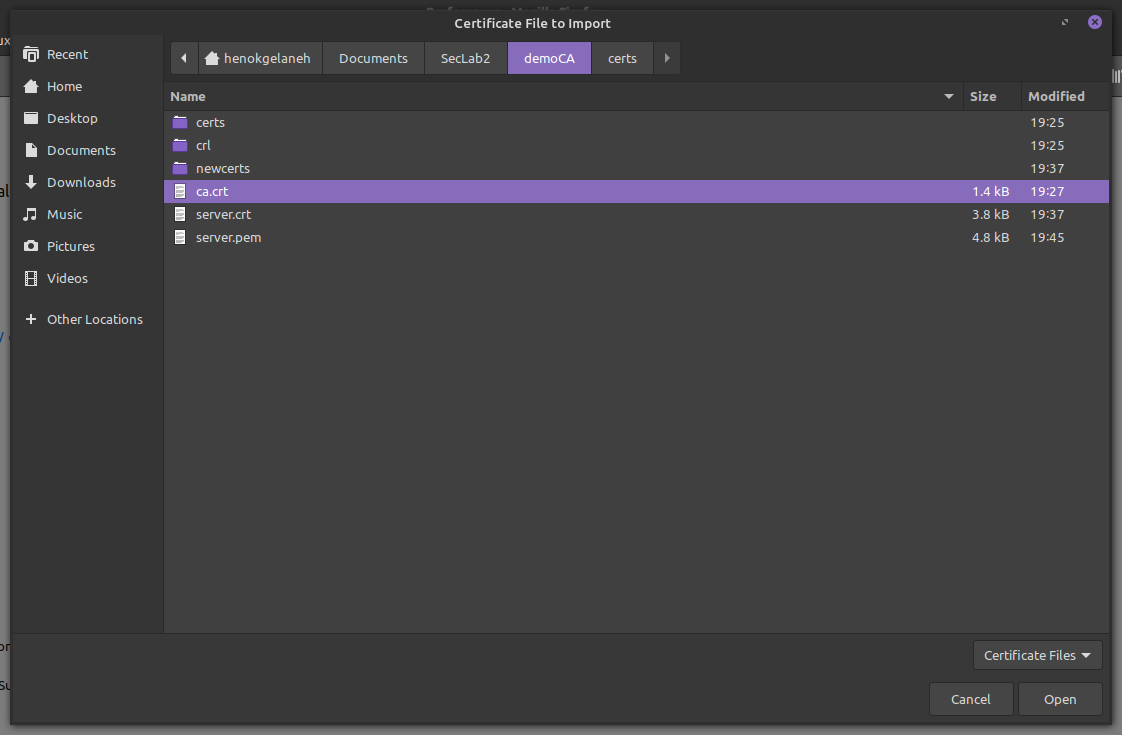 Certificate File to Import
Recent
Home
Desktop
Documents
Downloads
Music
Pictures
Videos
Other Locations
henokgelaneh Documents SecLab2 demoCA certs
Name Size Modified
certs 19:25
crl 19:25
newcerts 19:37
ca.crt 1.4 kB 19:27
server.crt 3.8 kB 19:37
server.pem 4.8 kB 19:45
Certificate Files
Cancel Open